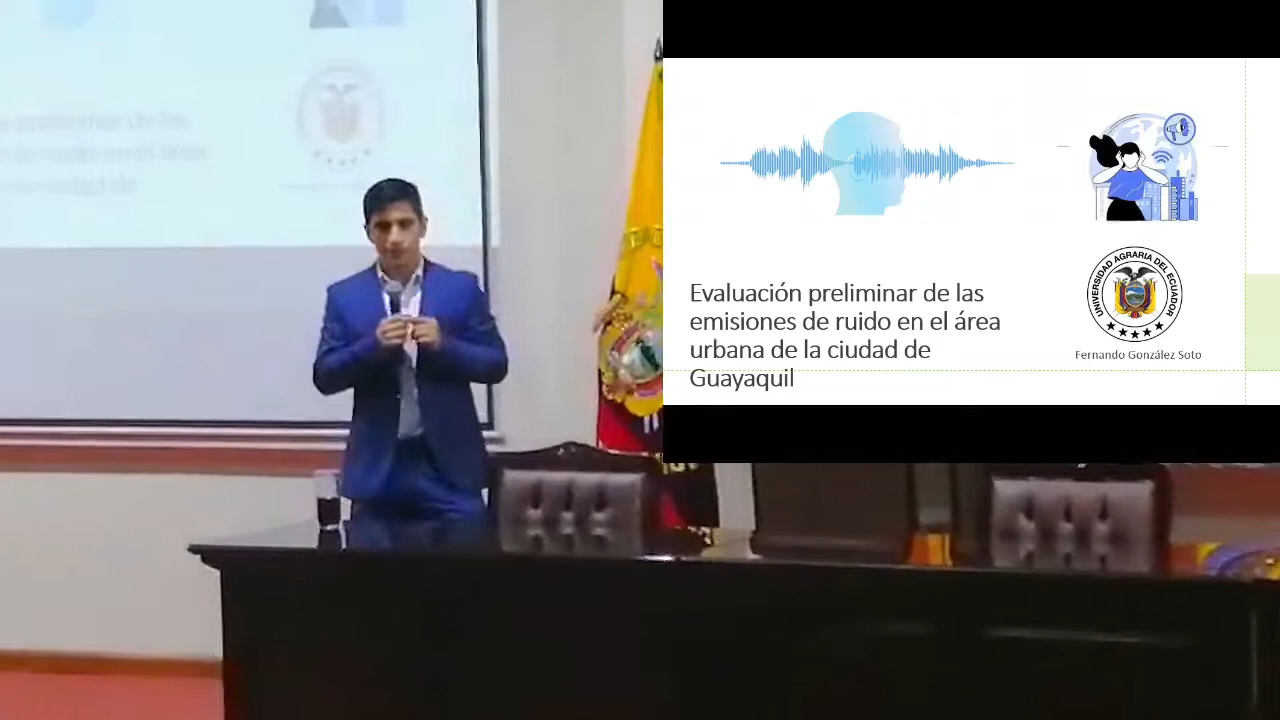 Evaluación preliminar de las
emisiones de ruido en el área
urbana de la ciudad de
Guayaquil
UNIVERSIDAD AGRARIA DEL ECUADOR
Fernando González Soto